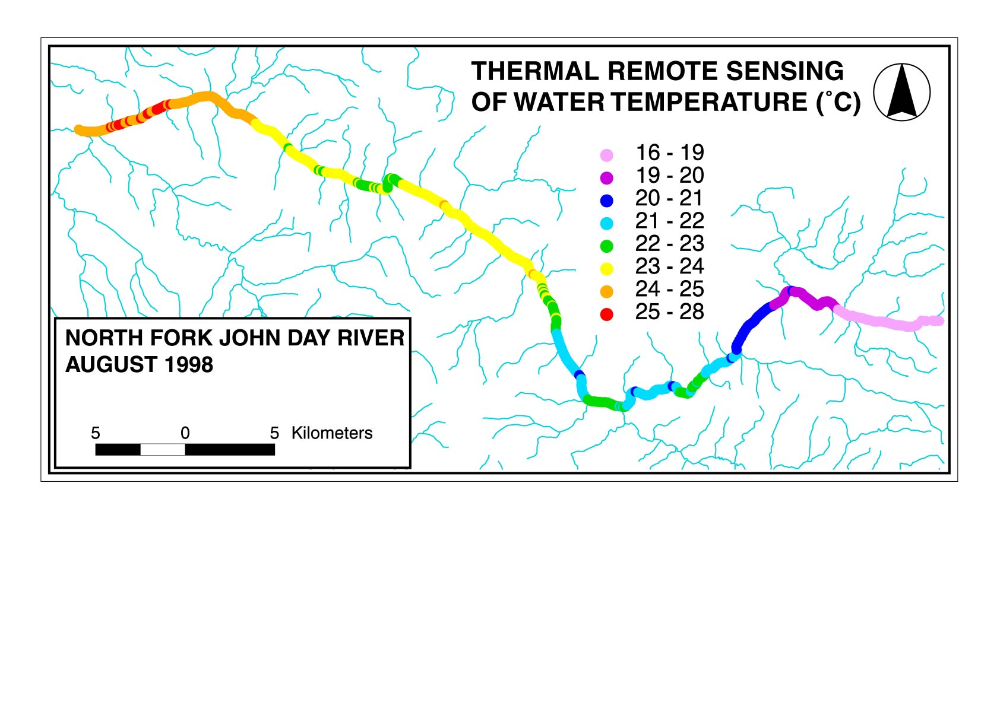 THERMAL REMOTE SENSING
OF WATER TEMPERATURE (˚C)
16 - 19
19 - 20
20 - 21
21 - 22
22 - 23
23 - 24
24 - 25
25 - 28
NORTH FORK JOHN DAY RIVER
AUGUST 1998
5 0 5 Kilometers